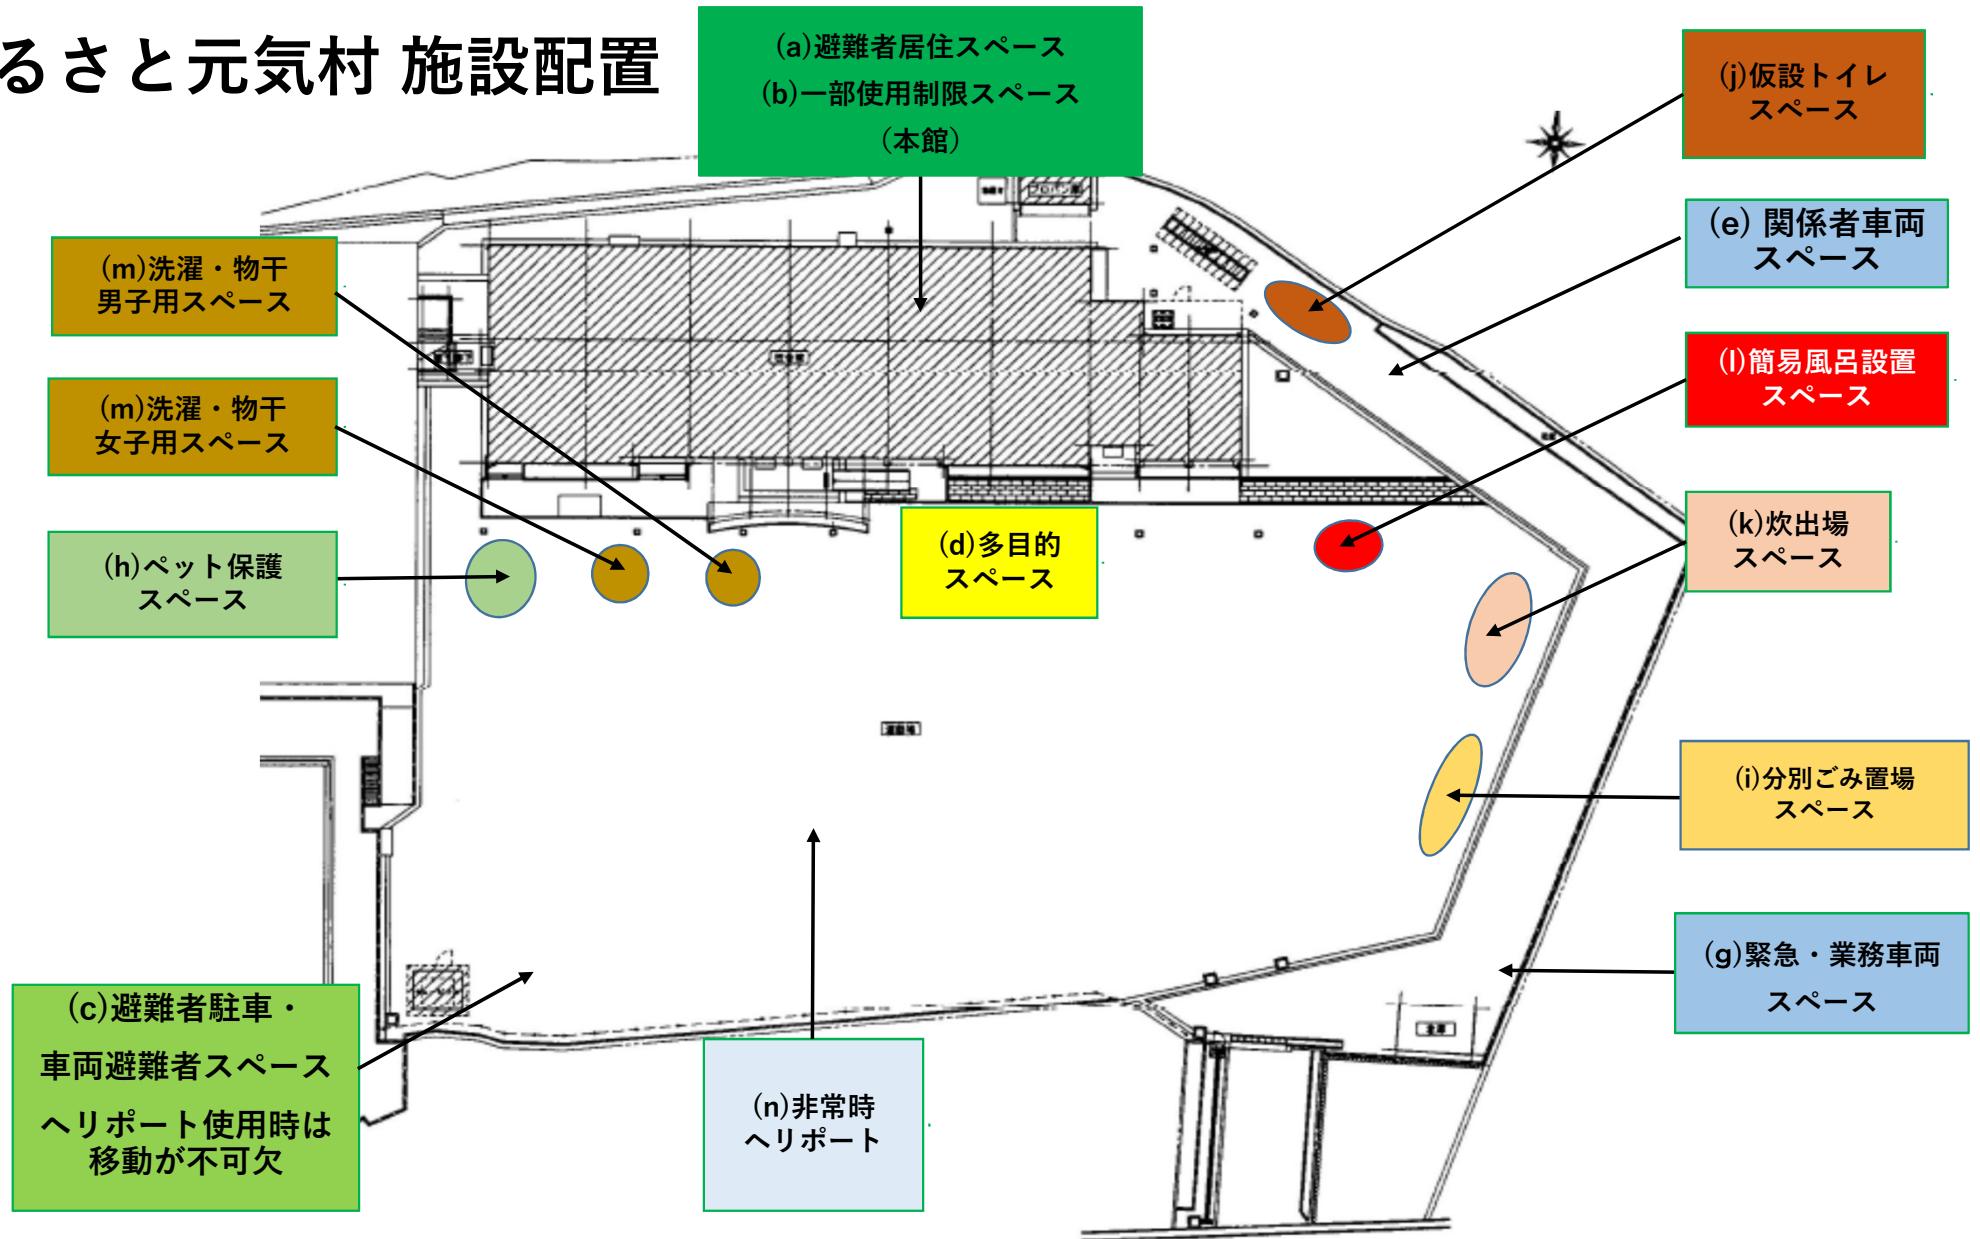 るさと元気村 施設配置
(a)避難者居住スペース
(b)一部使用制限スペース
(本館)
(j)仮設トイレ
スペース
(e) 関係者車両
スペース
(m)洗濯・物干
男子用スペース
(l)簡易風呂設置
スペース
(m)洗濯・物干
女子用スペース
(k)炊出場
スペース
(d)多目的
スペース
(h)ペット保護
スペース
(i)分別ごみ置場
スペース
(g)緊急・業務車両
スペース
(c)避難者駐車・
車両避難者スペース
ヘリポート使用時は
移動が不可欠
(n)非常時
ヘリポート